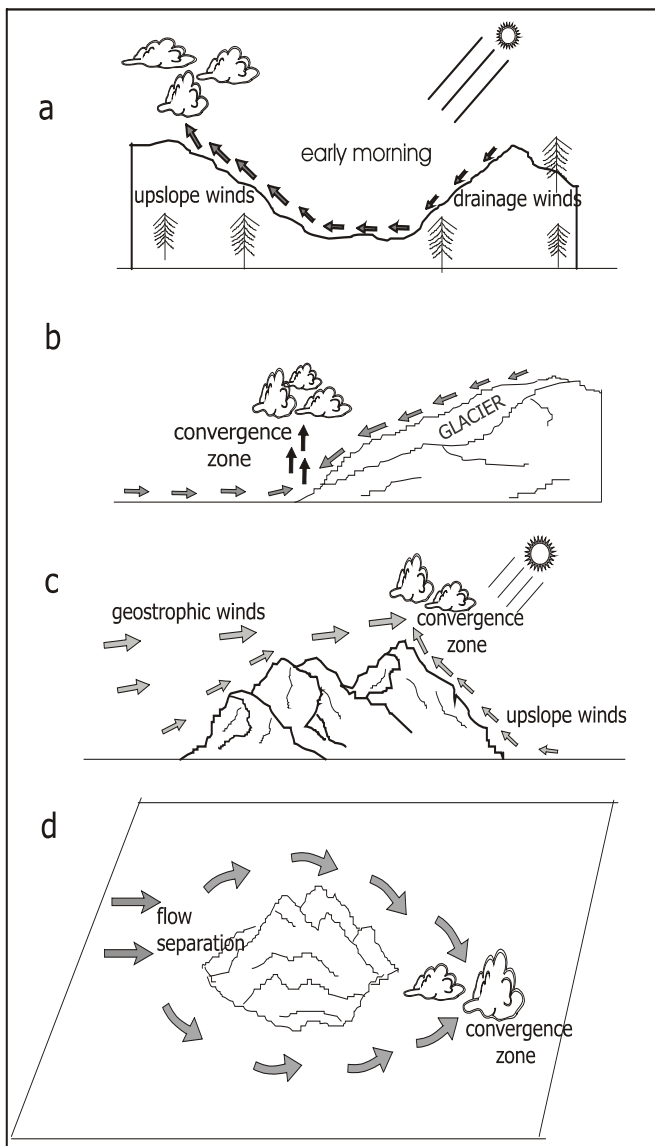 a
early morning
upslope winds
drainage winds
b
convergence
zone
GLACIER
c
geostrophic winds
convergence
zone
upslope winds
d
flow
separation
convergence
zone